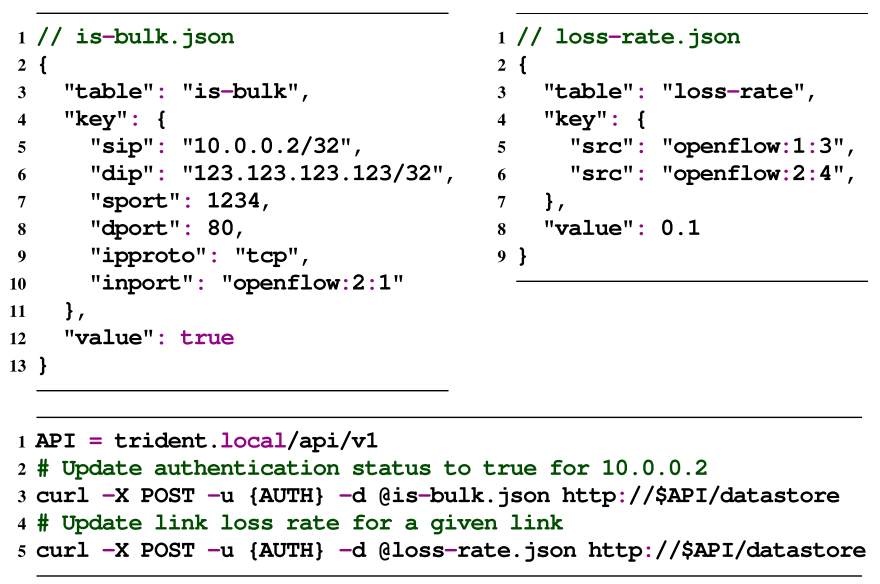 1 // is-bulk.json
2 {
3   "table": "is-bulk",
4   "key": {
5     "sip": "10.0.0.2/32",
6     "dip": "123.123.123.123/32",
7     "sport": 1234,
8     "dport": 80,
9     "ipproto": "tcp",
10     "inport": "openflow:2:1"
11   },
12   "value": true
13 }
1 // loss-rate.json
2 {
3   "table": "loss-rate",
4   "key": {
5     "src": "openflow:1:3",
6     "src": "openflow:2:4",
7   },
8   "value": 0.1
9 }
1 API = trident.local/api/v1
2 # Update authentication status to true for 10.0.0.2
3 curl -X POST -u {AUTH} -d @is-bulk.json http://$API/datastore
4 # Update link loss rate for a given link
5 curl -X POST -u {AUTH} -d @loss-rate.json http://$API/datastore